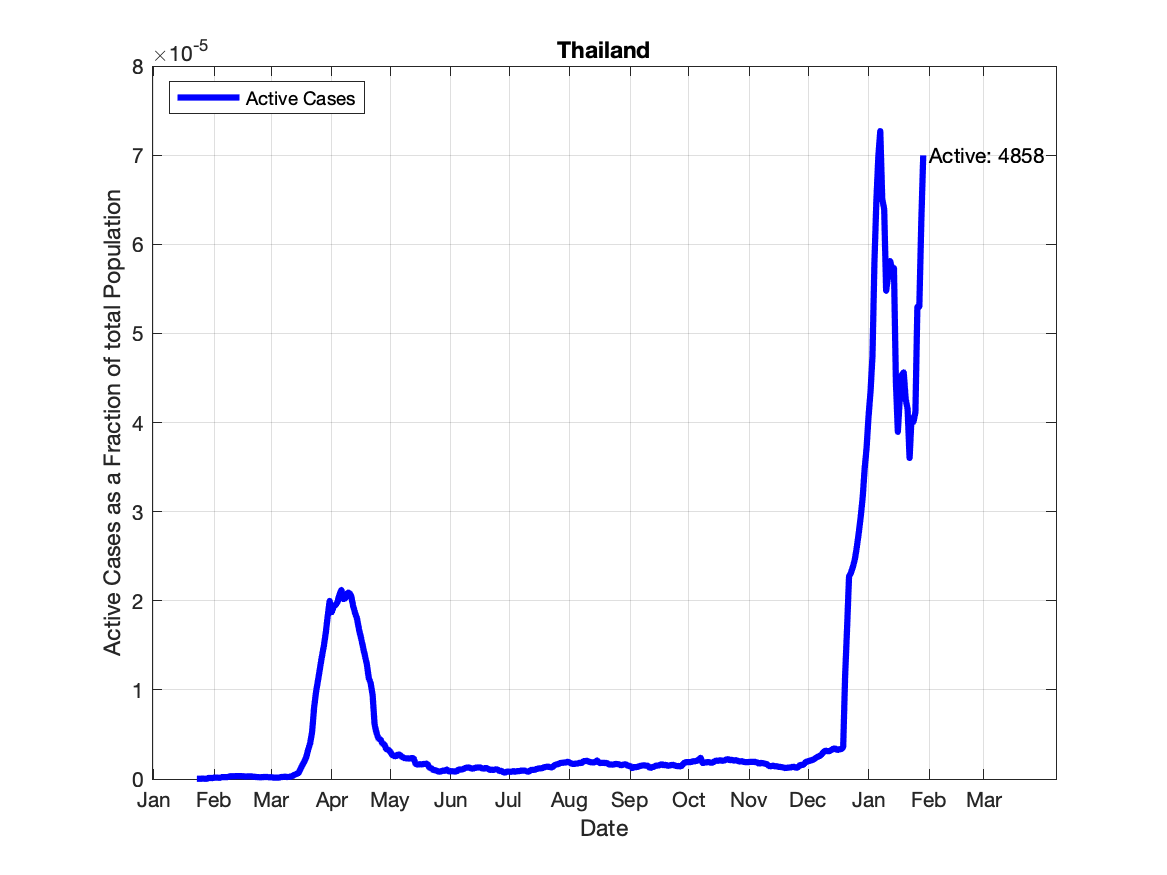 Thailand
×10-5
Active Cases
Active: 4858
8
7
6
5
4
3
2
1
0
Active Cases as a Fraction of total Population
Jan Feb Mar Apr May Jun Jul Aug Sep Oct Nov Dec Jan Feb Mar
Date